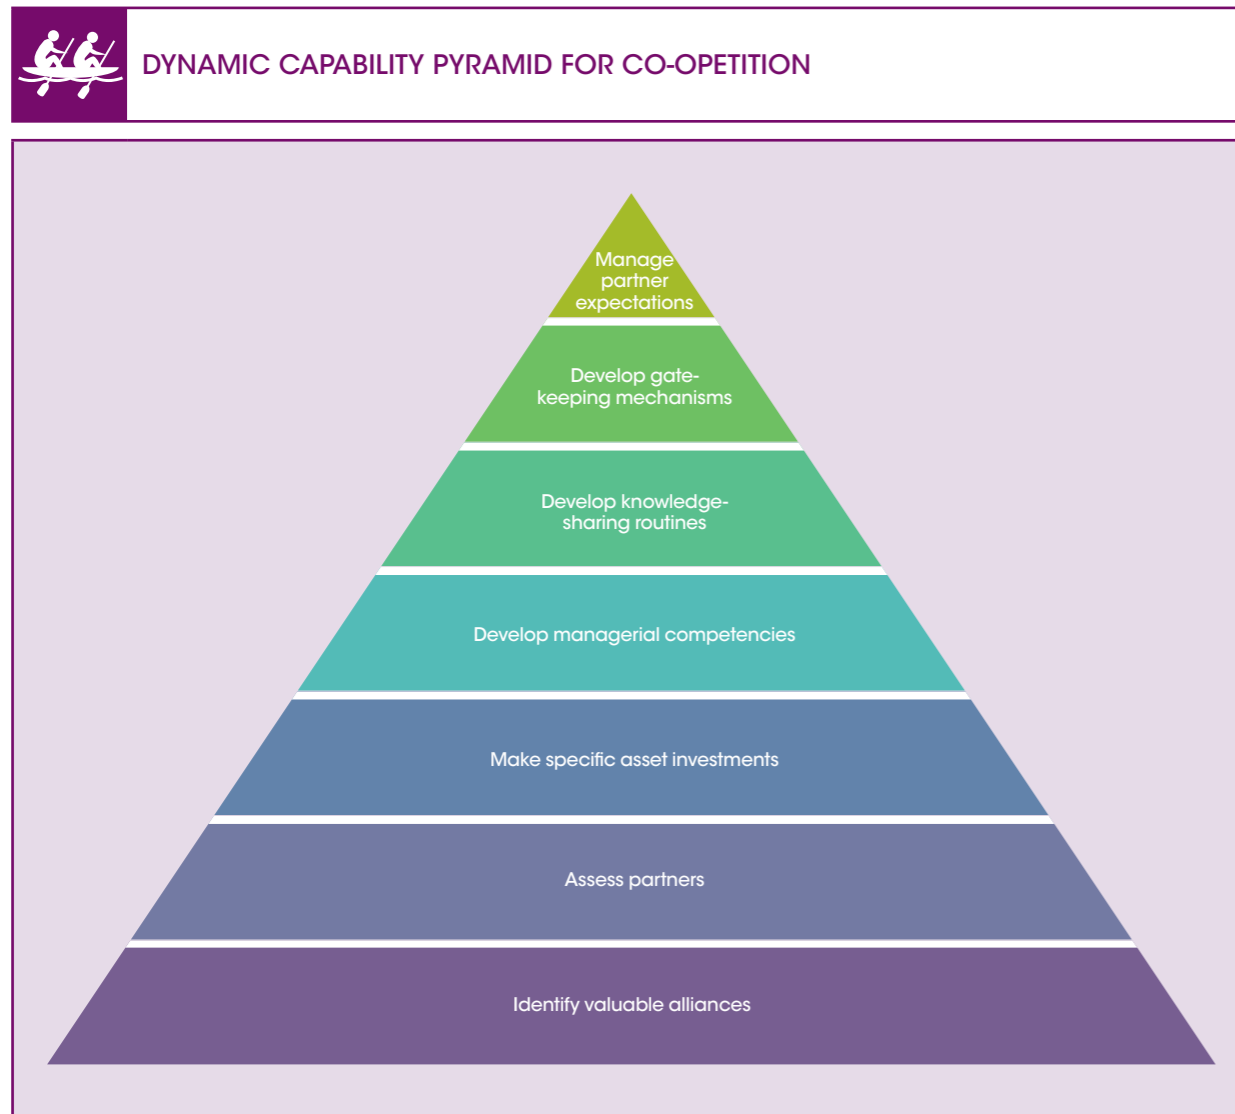 DYNAMIC CAPABILITY PYRAMID FOR CO-OPETITION
Manage
partner
expectations
Develop gate-
keeping mechanisms
Develop knowledge-
sharing routines
Develop managerial competencies
Make specific asset investments
Assess partners
Identify valuable alliances